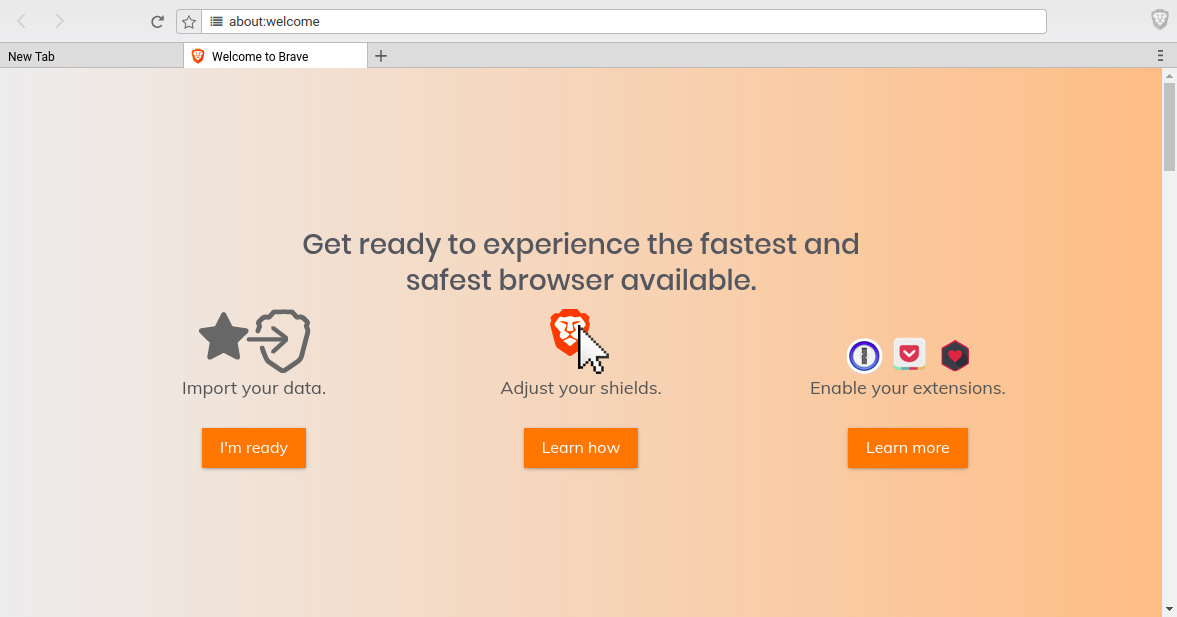 about:welcome
New Tab
Welcome to Brave
Get ready to experience the fastest and
safest browser available.
Import your data.
Adjust your shields.
Enable your extensions.
I'm ready
Learn how
Learn more